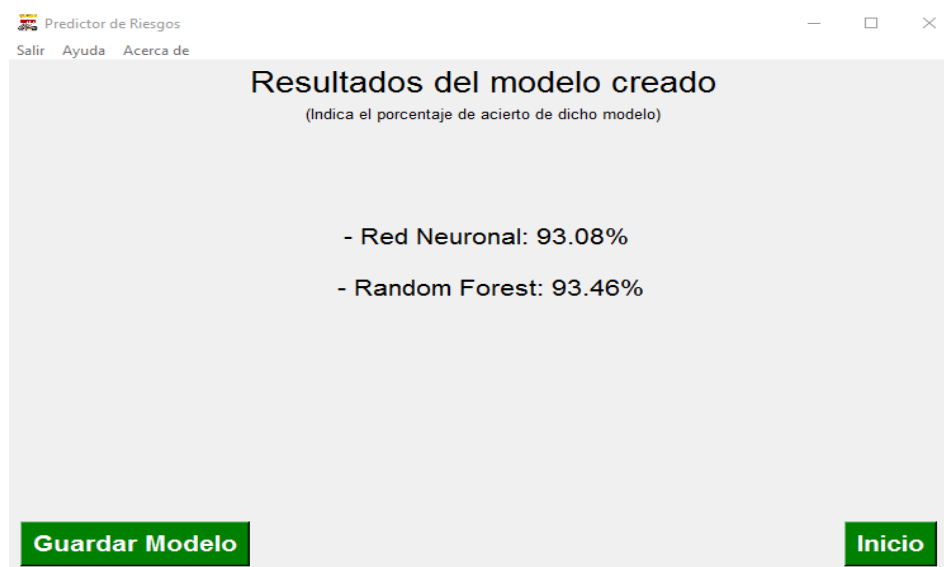 Predictor de Riesgos
Salir Ayuda Acerca de
Resultados del modelo creado
(Indica el porcentaje de acierto de dicho modelo)
- Red Neuronal: 93.08%
- Random Forest: 93.46%
Guardar Modelo
Inicio